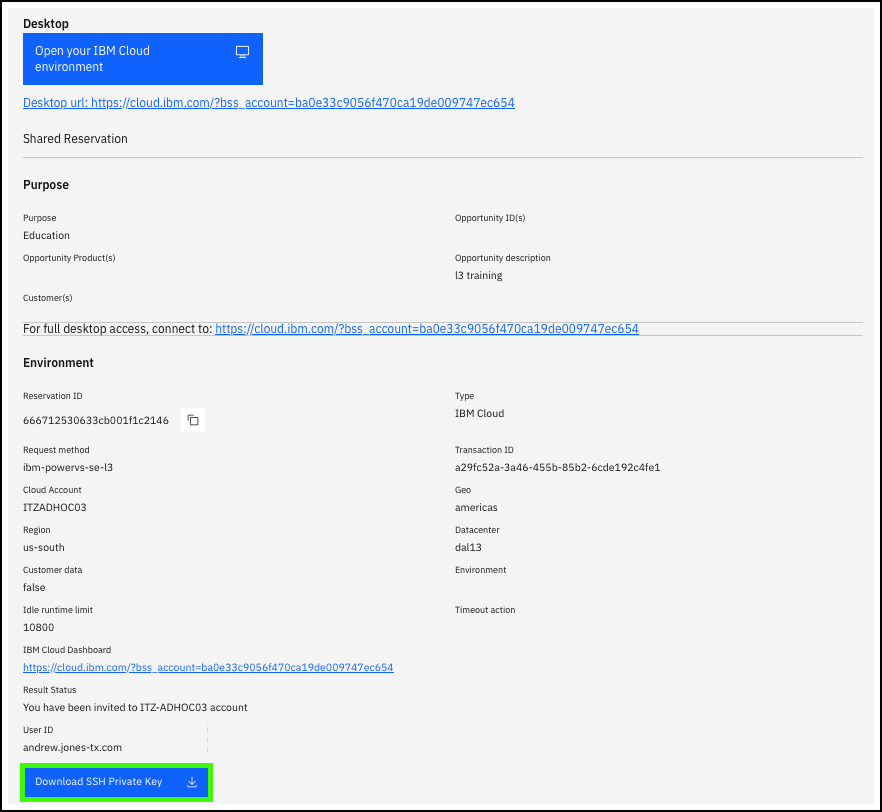 Desktop
Open your IBM Cloud
environment
Desktop url: https://cloud.ibm.com/?bss_account=ba0e33c9056f470ca19de009747ec654
Shared Reservation
Purpose
Purpose
Education
Opportunity ID(s)
Opportunity Product(s)
Opportunity description
l3 training
Customer(s)
For full desktop access, connect to: https://cloud.ibm.com/?bss_account=ba0e33c9056f470ca19de009747ec654
Environment
Reservation ID
666712530633cb001f1c2146
Type
IBM Cloud
Request method
ibm-powervs-se-l3
Transaction ID
a29fc52a-3a46-455b-85b2-6cde192c4fe1
Cloud Account
ITZADHOC03
Geo
americas
Region
us-south
Datacenter
dal13
Customer data
false
Environment
Idle runtime limit
10800
Timeout action
IBM Cloud Dashboard
https://cloud.ibm.com/?bss_account=ba0e33c9056f470ca19de009747ec654
Result Status
You have been invited to ITZ-ADHOC03 account
User ID
andrew.jones-tx.com
Download SSH Private Key